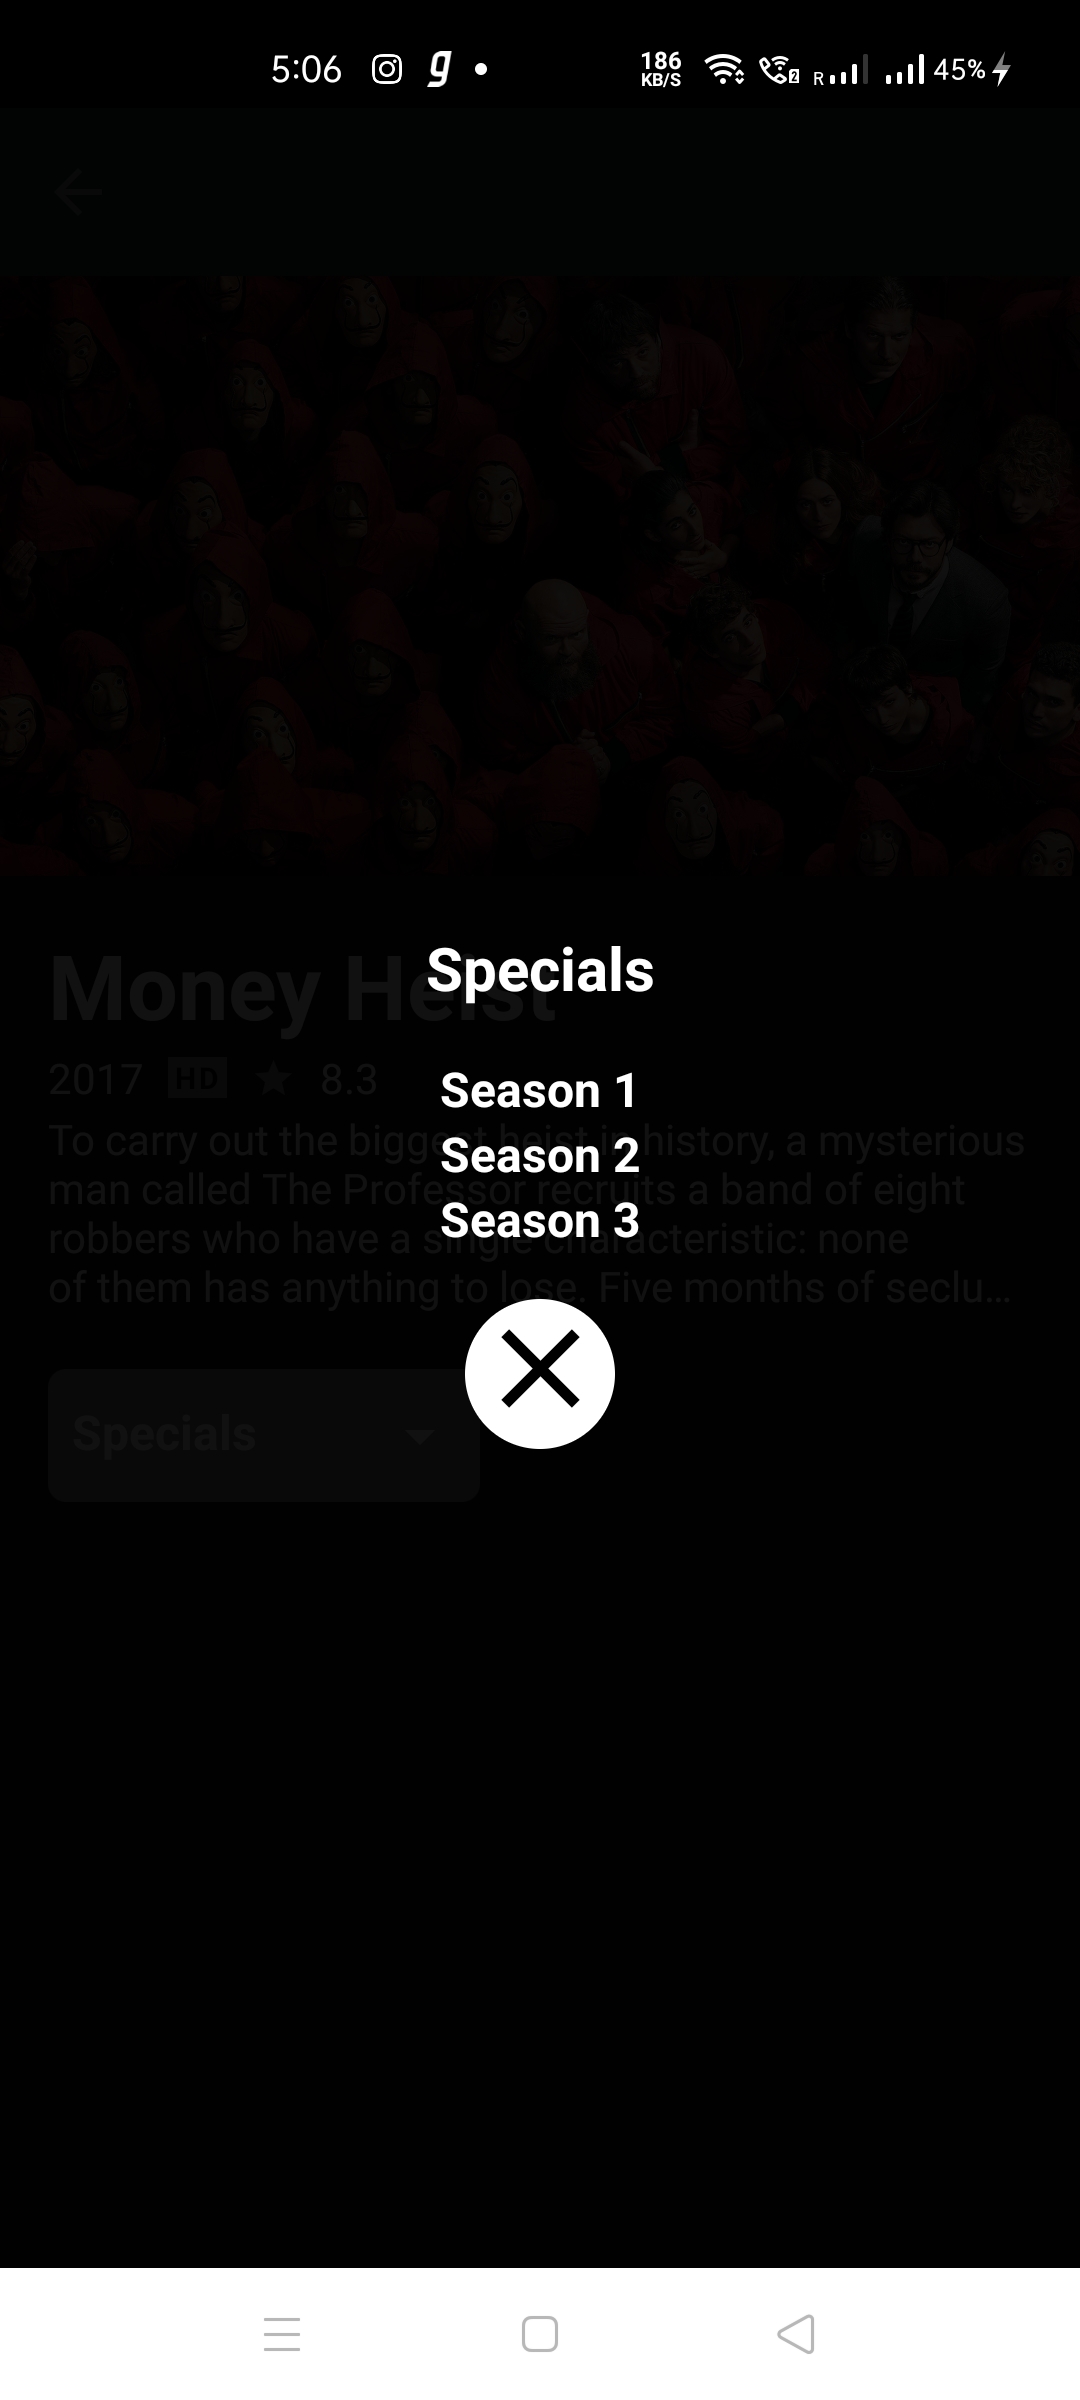 5:06
186
KB/S
2
R
45%
Specials
Money Heist
2017 HD 8.3
To carry out the biggest heist in history, a mysterious
man called The Professor recruits a band of eight
robbers who have a single characteristic: none
of them has anything to lose. Five months of seclu...
Season 1
Season 2
Season 3
Specials